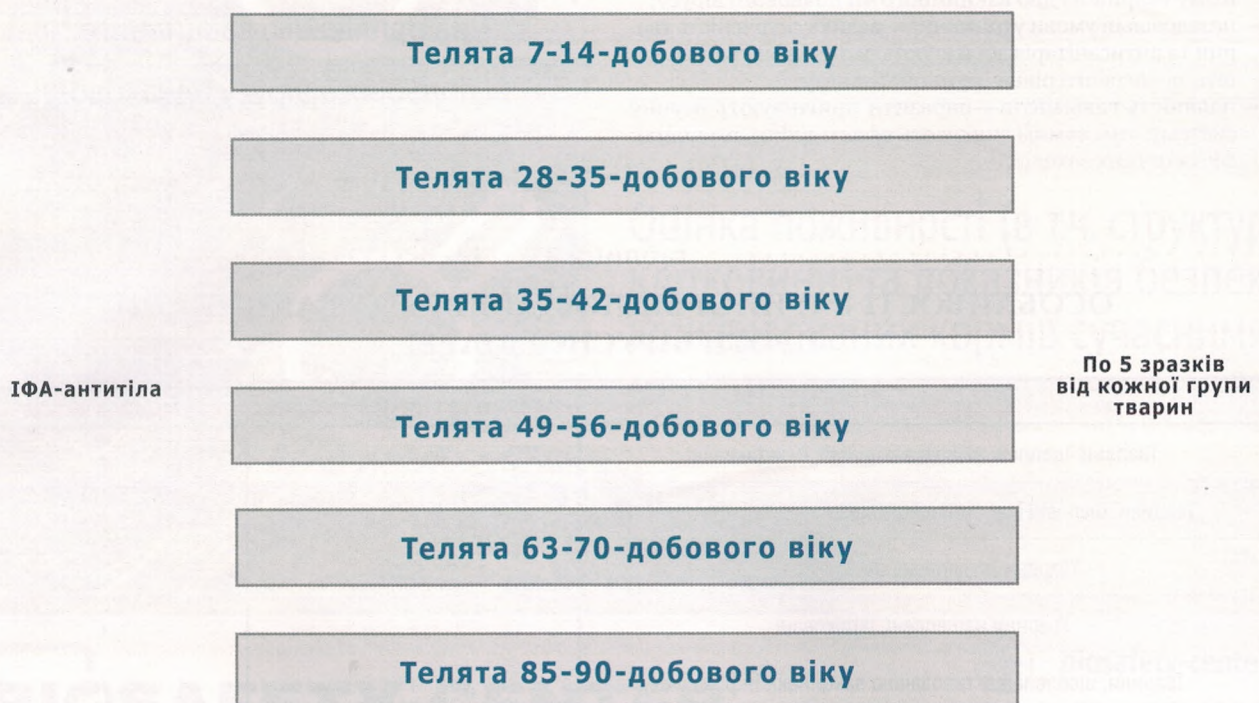 Телята 7-14-добового віку
Телята 28-35-добового віку
Телята 35-42-добового віку
ІФА-антитіла
По 5 зразків
від кожної групи
тварин
Телята 49-56-добового віку
Телята 63-70-добового віку
Телята 85-90-добового віку